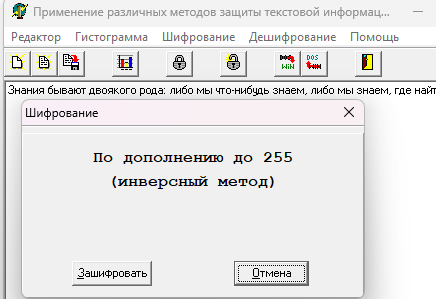 Применение различных методов защиты текстовой информац...
Редактор Гистограмма Шифрование Дешифрование Помощь
DOS WIN DOS
Знания бывают двоякого рода: либо мы что-нибудь знаем, либо мы знаем, где найт
Шифрование
По дополнению до 255
(инверсный метод)
Зашифровать Отмена